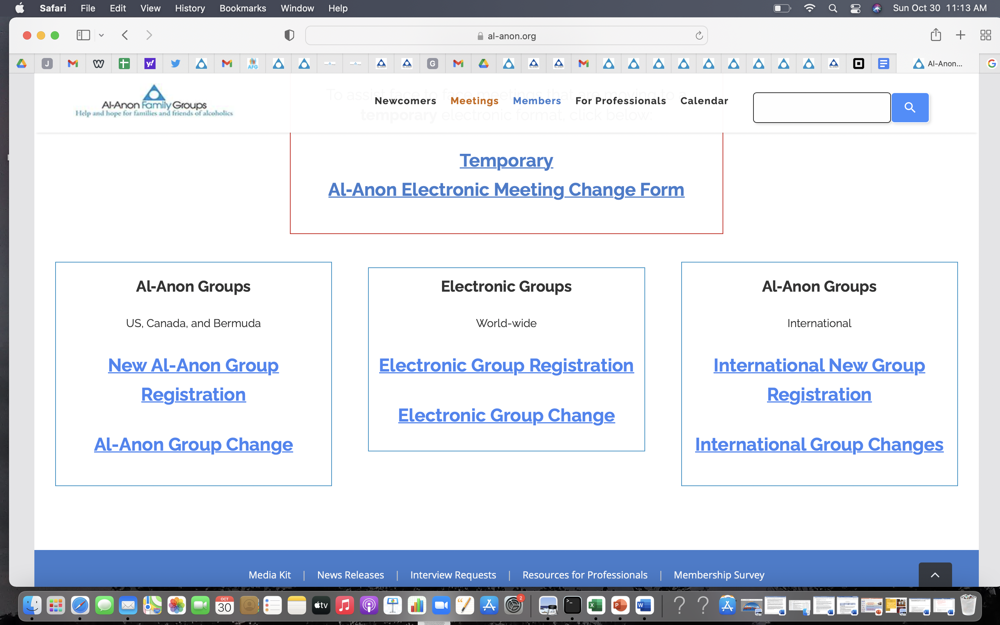 Safari File Edit View History Bookmarks Window Help Sun Oct 30 11:13 AM
al-anon.org
J y! AFG G Al-Anon...
Al-Anon Family Groups
Help and hope for families and friends of alcoholics
Newcomers Meetings Members For Professionals Calendar
To assist face to face meetings that are moving to a
temporary electronic format, click below:
Temporary
Al-Anon Electronic Meeting Change Form
Al-Anon Groups
US, Canada, and Bermuda
New Al-Anon Group
Registration
Al-Anon Group Change
Electronic Groups
World-wide
Electronic Group Registration
Electronic Group Change
Al-Anon Groups
International
International New Group
Registration
International Group Changes
Media Kit | News Releases | Interview Requests | Resources for Professionals | Membership Survey
OCT
30
tv
2